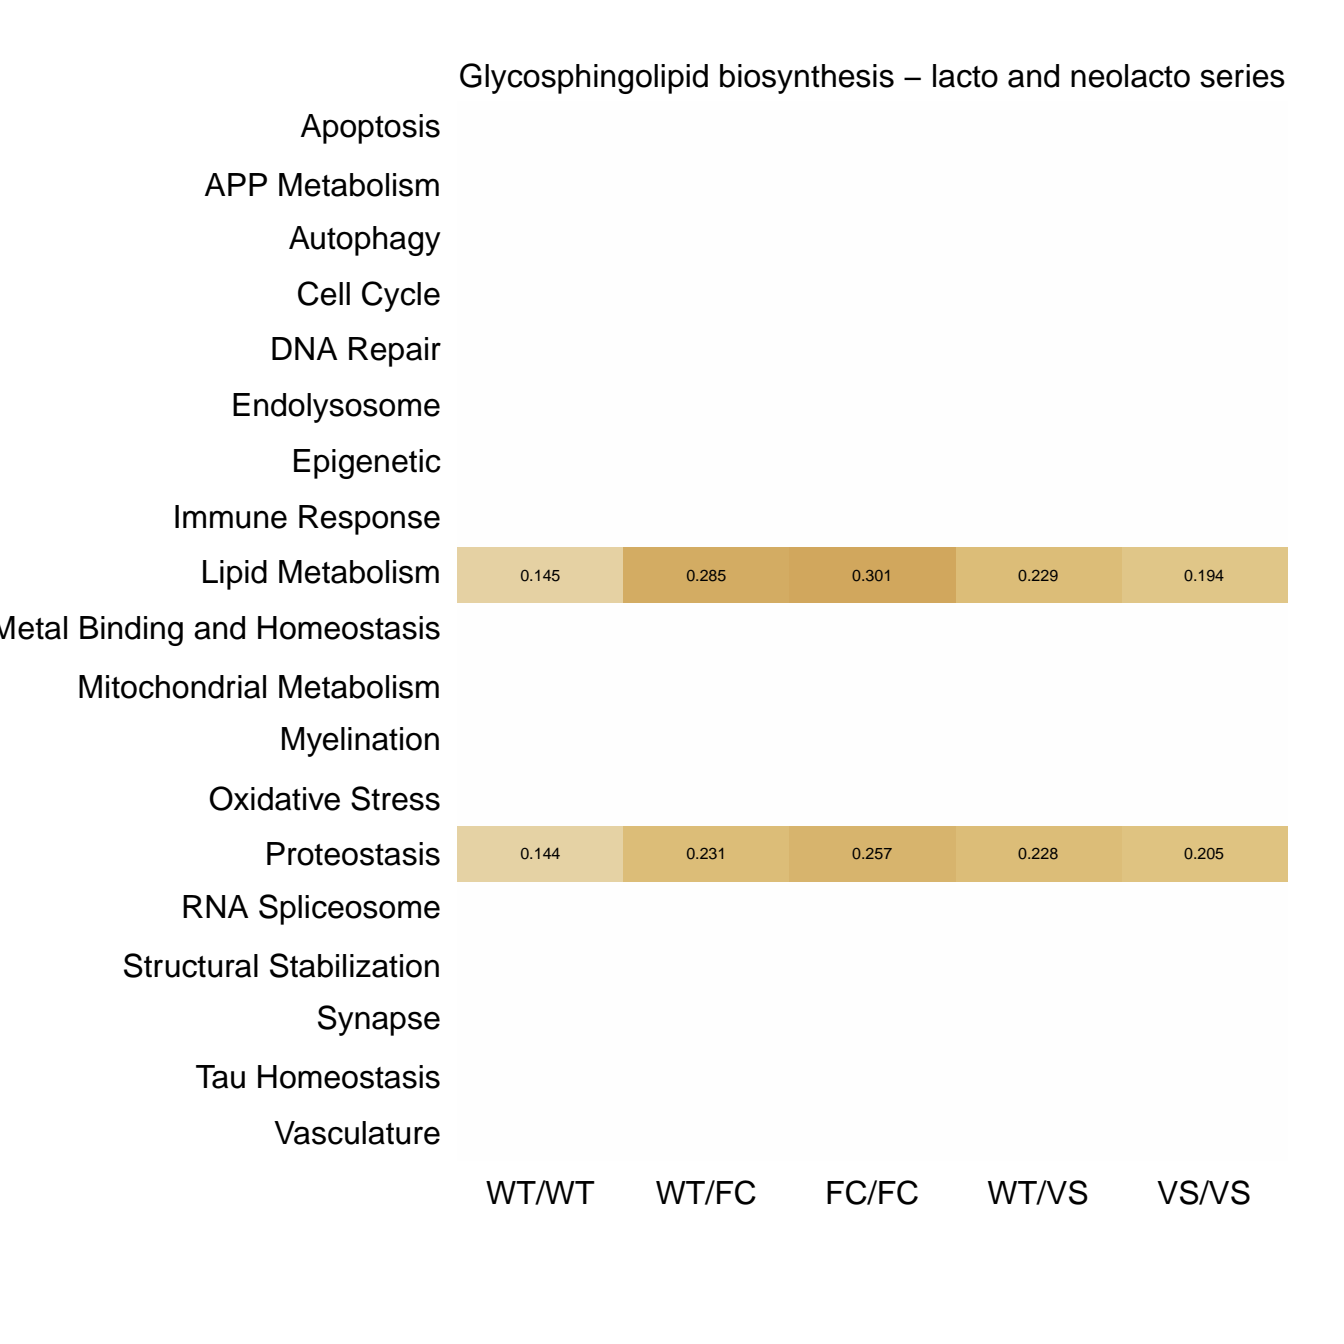 Glycosphingolipid biosynthesis – lacto and neolacto series
Apoptosis
APP Metabolism
Autophagy
Cell Cycle
DNA Repair
Endolysosome
Epigenetic
Immune Response
Lipid Metabolism 0.145 0.285 0.301 0.229 0.194
Metal Binding and Homeostasis
Mitochondrial Metabolism
Myelination
Oxidative Stress
Proteostasis 0.144 0.231 0.257 0.228 0.205
RNA Spliceosome
Structural Stabilization
Synapse
Tau Homeostasis
Vasculature
WT/WT WT/FC FC/FC WT/VS VS/VS